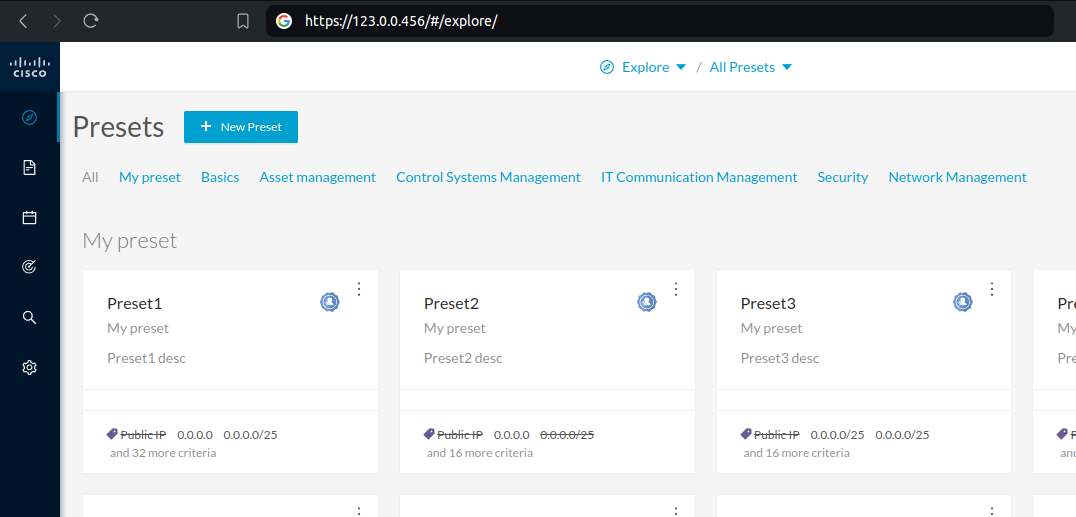 https://123.0.0.456/#/explore/
CISCO
Explore / All Presets
Presets + New Preset
All My preset Basics Asset management Control Systems Management IT Communication Management Security Network Management
My preset
Preset1 Preset2 Preset3
My preset My preset My preset
Preset1 desc Preset2 desc Preset3 desc
Public IP 0.0.0.0 0.0.0.0/25 Public IP 0.0.0.0 0.0.0.0/25 Public IP 0.0.0.0/25 0.0.0.0/25
and 32 more criteria and 16 more criteria and 16 more criteria